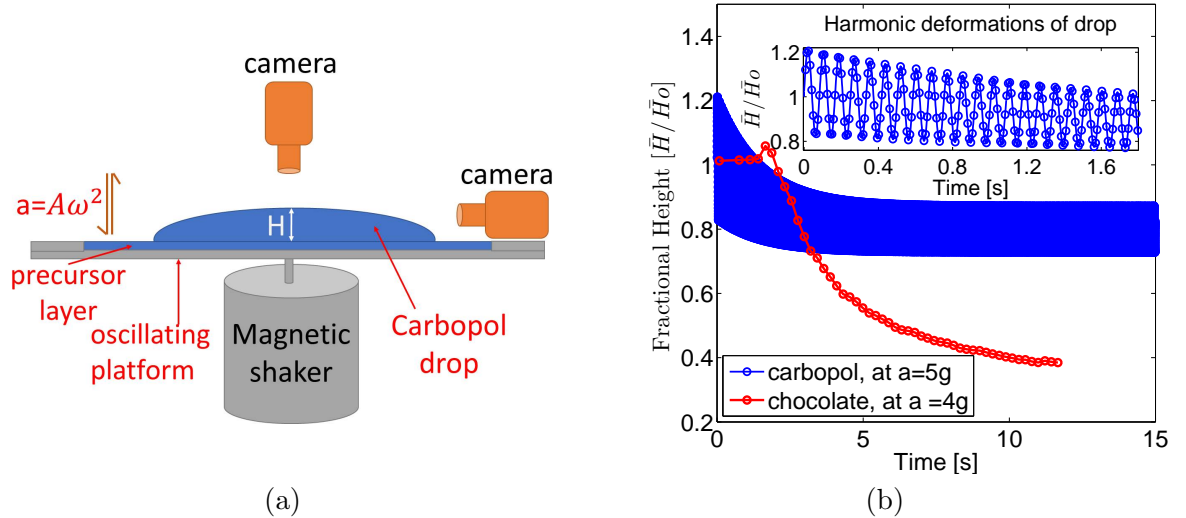 camera
camera
a=Aω²
H
precursor
layer
oscillating
platform
Magnetic
shaker
Carbopol
drop
(a)
Harmonic deformations of drop
H̄/H̄o
1.2
1
0.8
0 0.4 0.8 1.2 1.6
Time [s]
Fractional Height [H̄/H̄o]
1.4
1.2
1
0.8
0.6
0.4
0.2
carbopol, at a=5g
chocolate, at a =4g
0 5 10 15
Time [s]
(b)